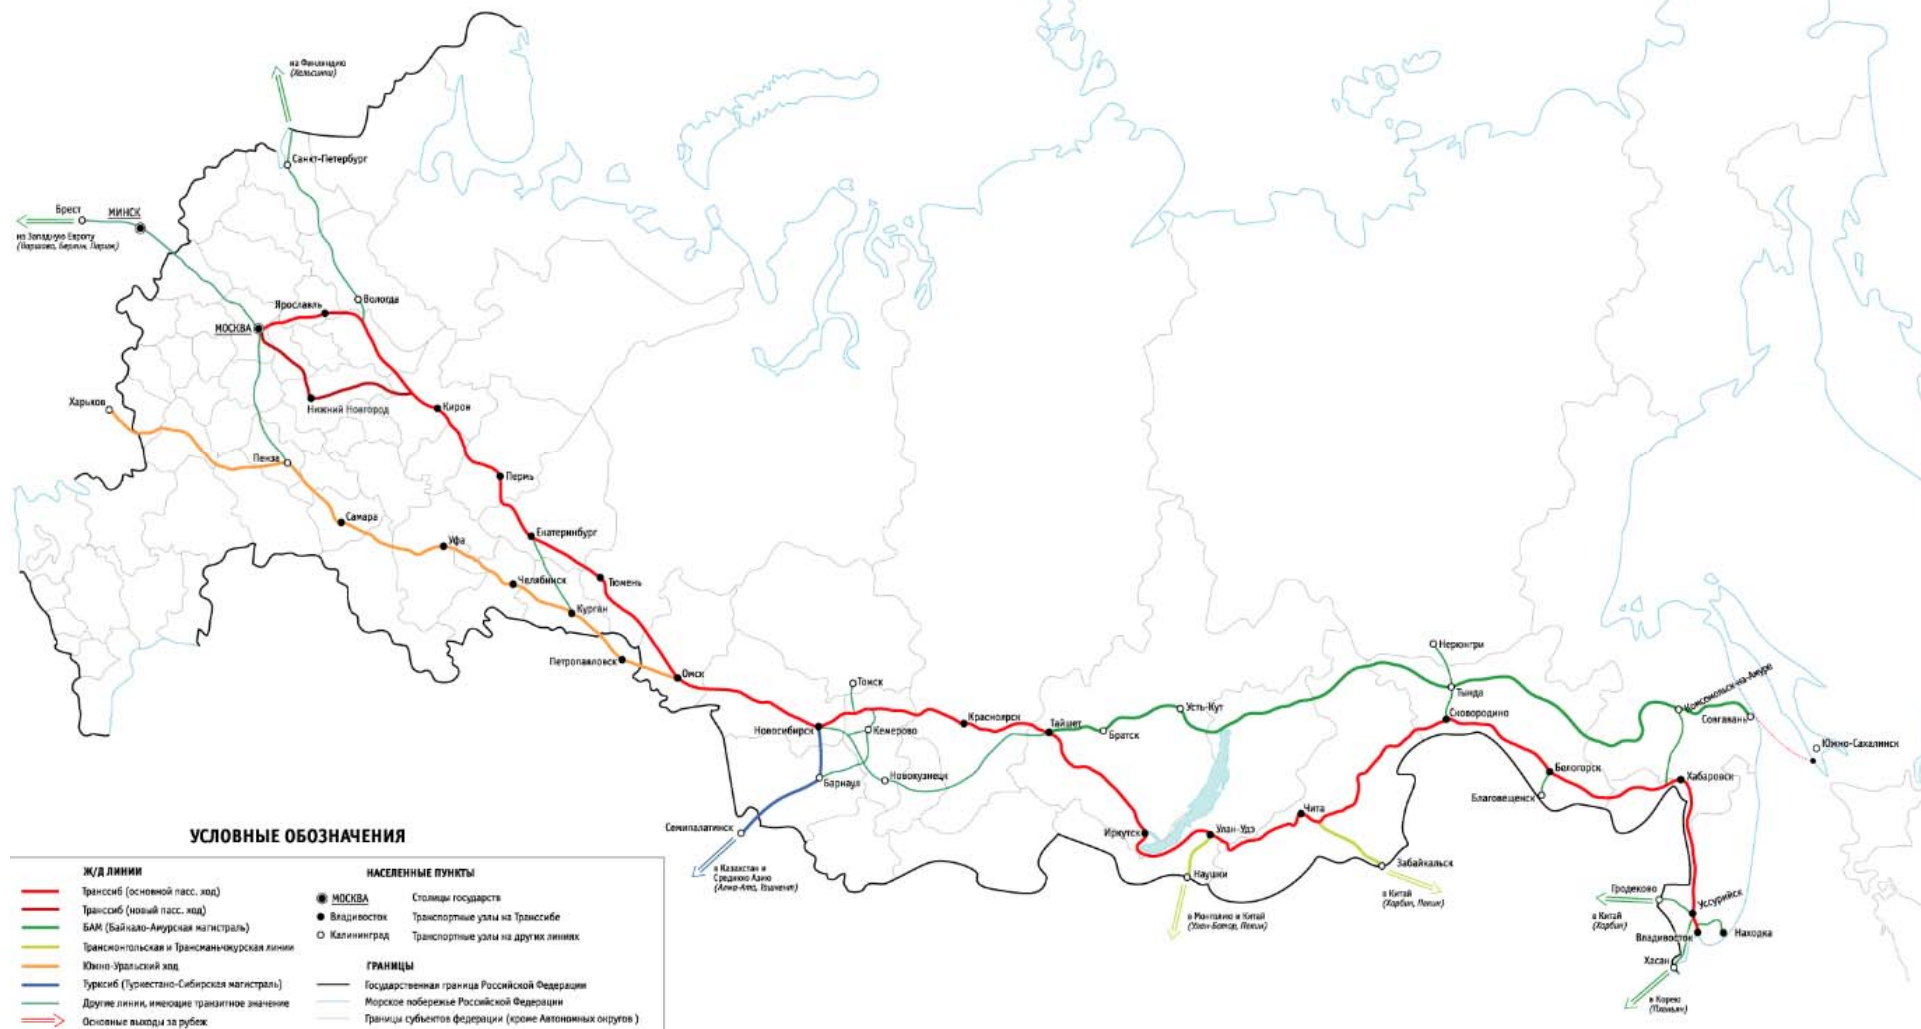 на Финляндию
(Хельсинки)
Санкт-Петербург
Брест
МИНСК
на Западную Европу
(Варшава, Берлин, Париж)
Вологда
Ярославль
МОСКВА
Нижний Новгород
Киров
Харьков
Пенза
Пермь
Самара
Екатеринбург
Уфа
Челябинск
Тюмень
Курган
Петропавловск
Омск
Томск
Новосибирск
Кемерово
Красноярск
Тайшет
Братск
Усть-Кут
Нерюнгри
Тында
Сковородино
Комсомольск-на-Амуре
Совгавань
Южно-Сахалинск
Барнаул
Новокузнецк
Белогорск
Благовещенск
Хабаровск
Семипалатинск
Иркутск
Улан-Удэ
Чита
Забайкальск
Наушки
в Казахстан и
Среднюю Азию
(Алма-Ата, Ташкент)
в Китай
(Харбин, Пекин)
в Монголию и Китай
(Улан-Батор, Пекин)
Гродеково
в Китай
(Харбин)
Уссурийск
Владивосток
Находка
Хасан
в Корею
(Пхеньян)
УСЛОВНЫЕ ОБОЗНАЧЕНИЯ
Ж/Д ЛИНИИ
Транссиб (основной пасс. ход)
Транссиб (новый пасс. ход)
БАМ (Байкало-Амурская магистраль)
Трансмонгольская и Трансманьчжурская линии
Южно-Уральский ход
Турксиб (Туркестано-Сибирская магистраль)
Другие линии, имеющие транзитное значение
Основные выходы за рубеж
НАСЕЛЕННЫЕ ПУНКТЫ
МОСКВА Столицы государств
Владивосток Транспортные узлы на Транссибе
Калининград Транспортные узлы на других линиях
ГРАНИЦЫ
Государственная граница Российской Федерации
Морское побережье Российской Федерации
Границы субъектов федерации (кроме Автономных округов )